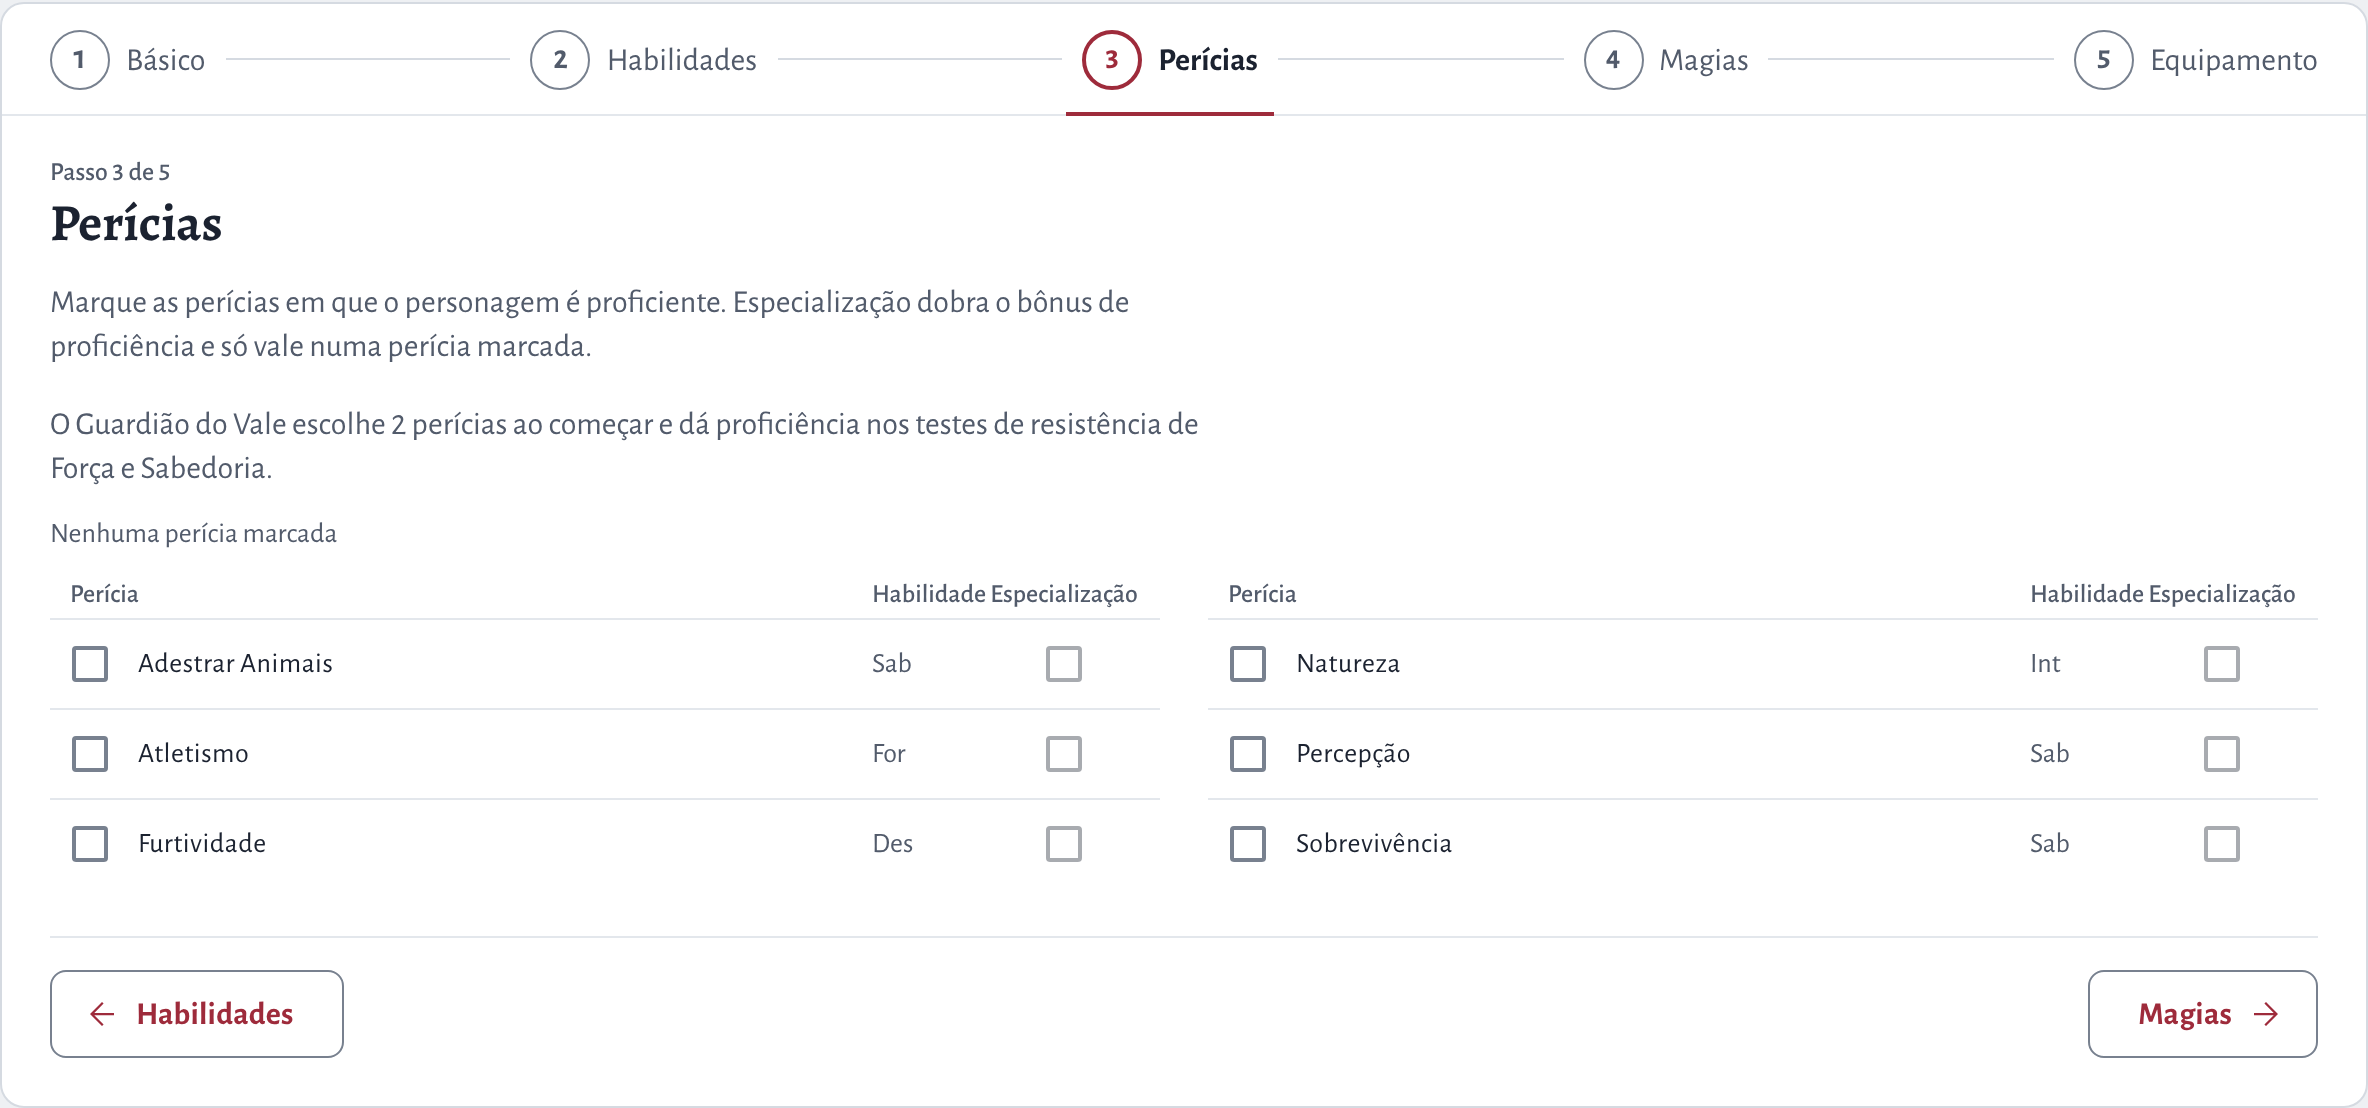 1 Básico 2 Habilidades 3 Perícias 4 Magias 5 Equipamento
Passo 3 de 5
Perícias
Marque as perícias em que o personagem é proficiente. Especialização dobra o bônus de
proficiência e só vale numa perícia marcada.
O Guardião do Vale escolhe 2 perícias ao começar e dá proficiência nos testes de resistência de
Força e Sabedoria.
Nenhuma perícia marcada
Perícia Habilidade Especialização
Adestrar Animais Sab
Atletismo For
Furtividade Des
Perícia Habilidade Especialização
Natureza Int
Percepção Sab
Sobrevivência Sab
Habilidades
Magias